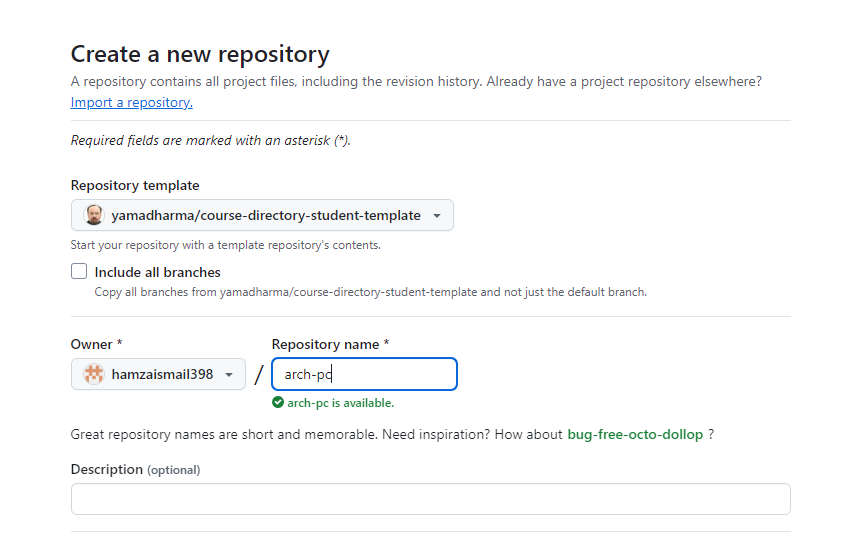 Create a new repository
A repository contains all project files, including the revision history. Already have a project repository elsewhere?
Import a repository.
Required fields are marked with an asterisk (*).
Repository template
yamadharma/course-directory-student-template
Start your repository with a template repository's contents.
Include all branches
Copy all branches from yamadharma/course-directory-student-template and not just the default branch.
Owner * Repository name *
hamzaismail398 / arch-pc
arch-pc is available.
Great repository names are short and memorable. Need inspiration? How about bug-free-octo-dollop ?
Description (optional)